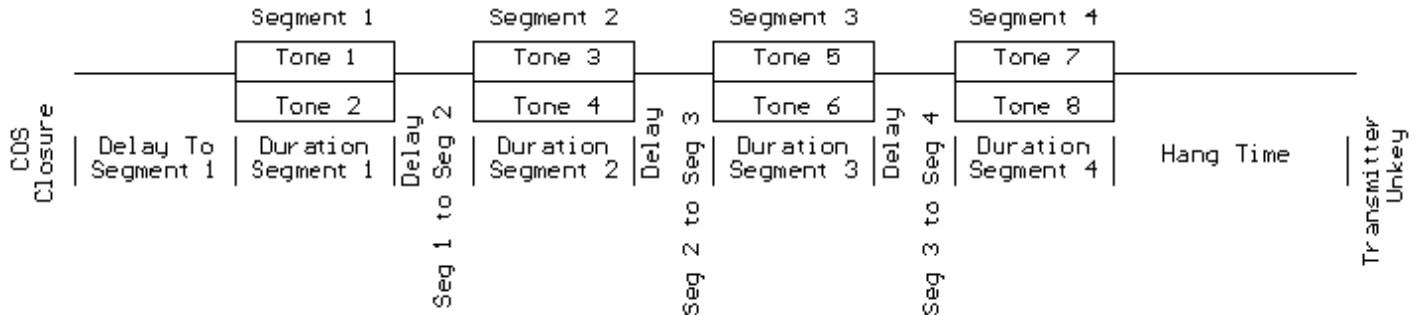 Segment 1
Segment 2
Segment 3
Segment 4
Tone 1
Tone 3
Tone 5
Tone 7
Tone 2
Tone 4
Tone 6
Tone 8
COS
Closure
Delay To
Segment 1
Duration
Segment 1
Delay
Seg 1 to Seg 2
Duration
Segment 2
Delay
Seg 2 to Seg 3
Duration
Segment 3
Delay
Seg 3 to Seg 4
Duration
Segment 4
Hang Time
Transmitter
Unkey